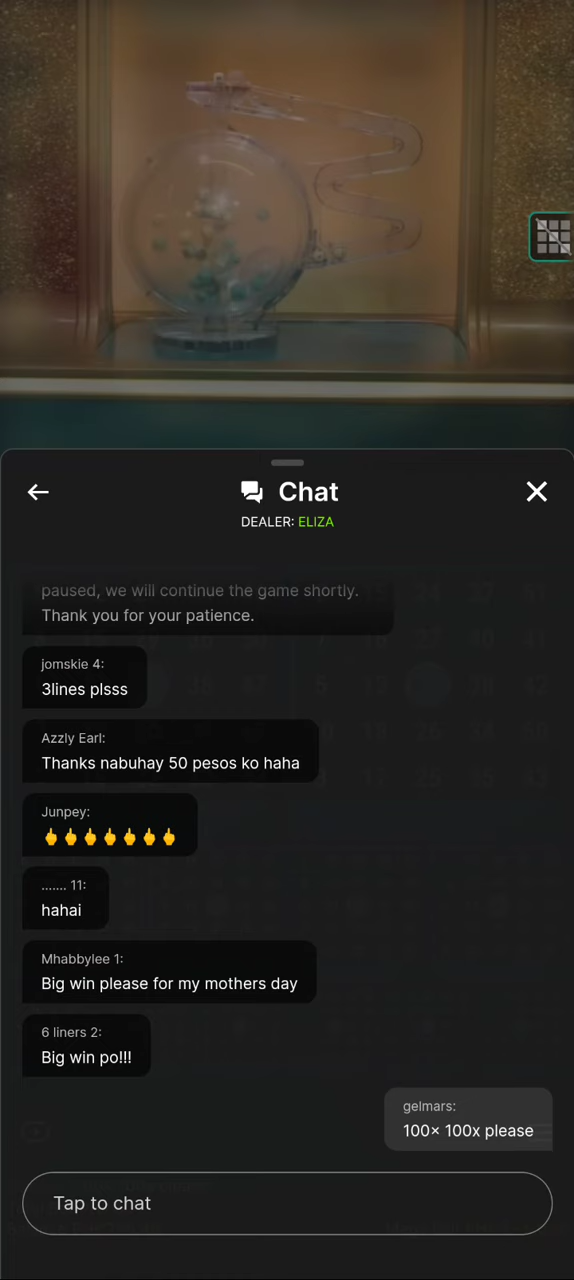 Chat
DEALER: ELIZA
paused, we will continue the game shortly.
Thank you for your patience.
jomskie 4:
3lines plsss
Azzly Earl:
Thanks nabuhay 50 pesos ko haha
Junpey:
🖕🖕🖕🖕🖕🖕🖕
....... 11:
hahai
Mhabbylee 1:
Big win please for my mothers day
6 liners 2:
Big win po!!!
gelmars:
100× 100x please
Tap to chat